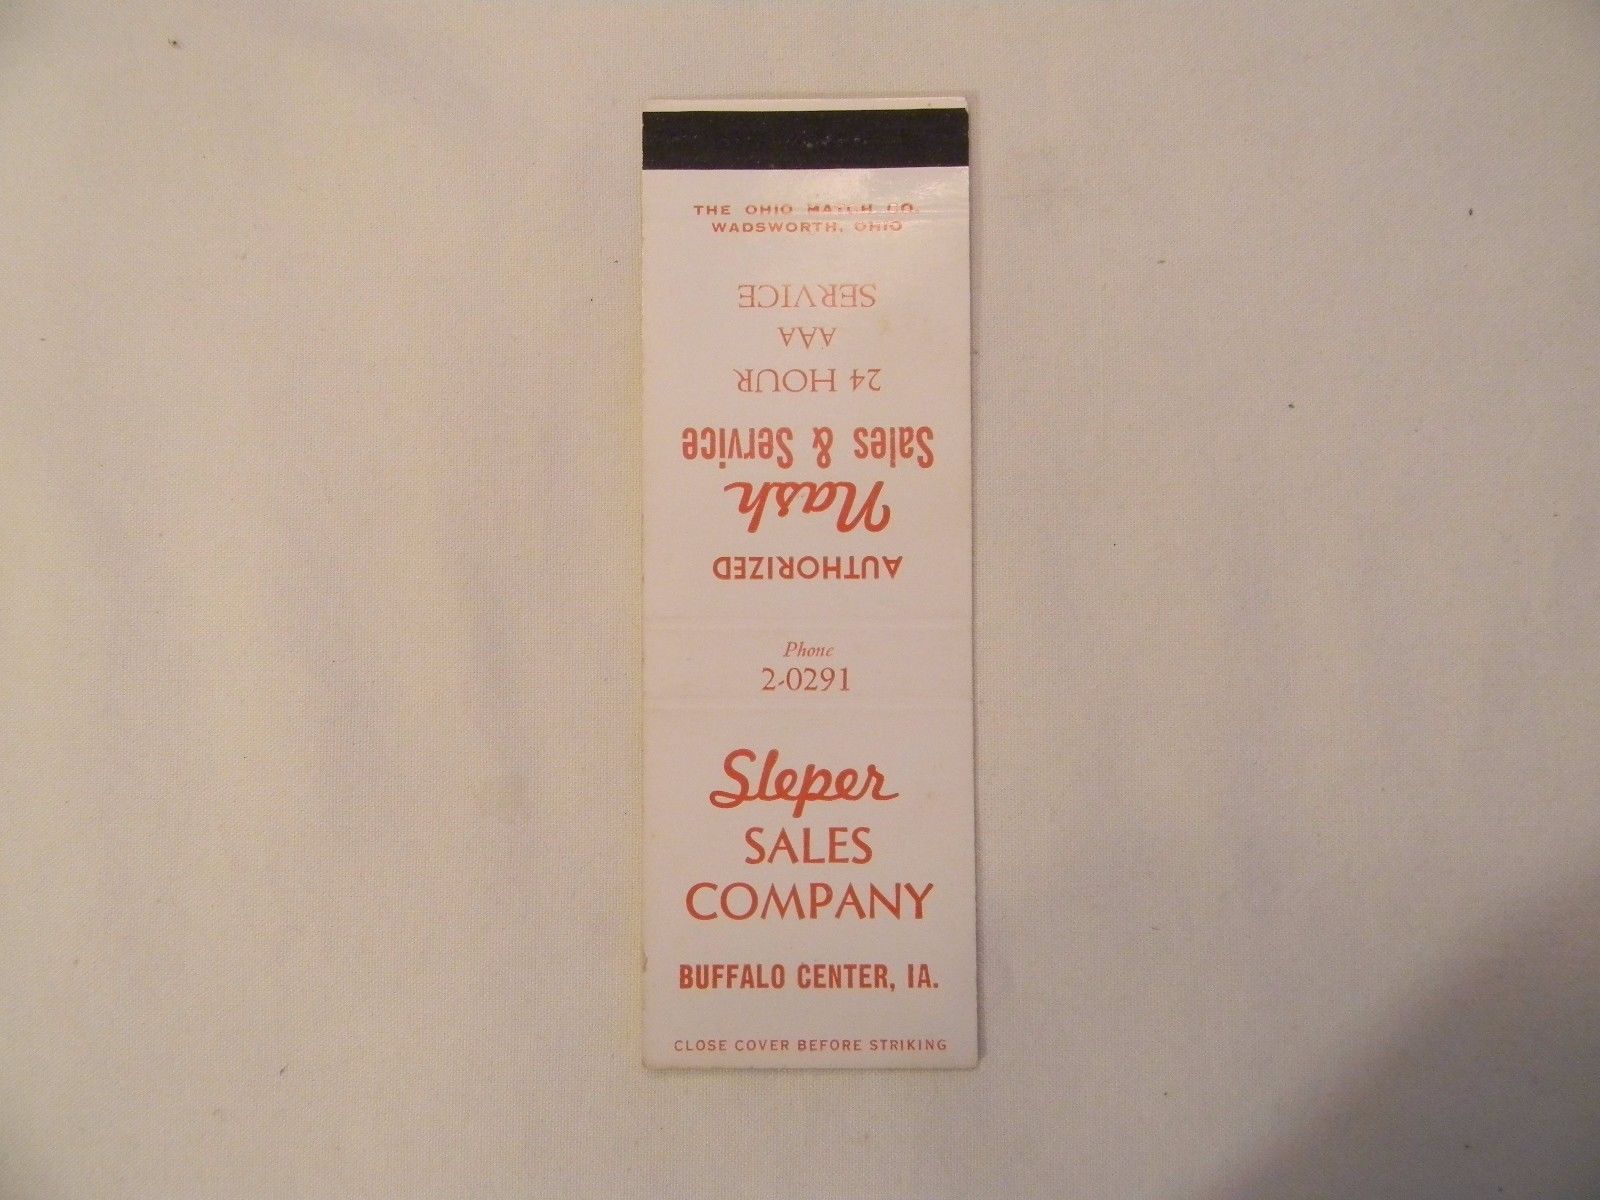 THE OHIO MATCH CO.
WADSWORTH, OHIO
AUTHORIZED
Nash
Sales & Service
24 HOUR
AAA
SERVICE
Phone
2-0291
Sleper
SALES
COMPANY
BUFFALO CENTER, IA.
CLOSE COVER BEFORE STRIKING